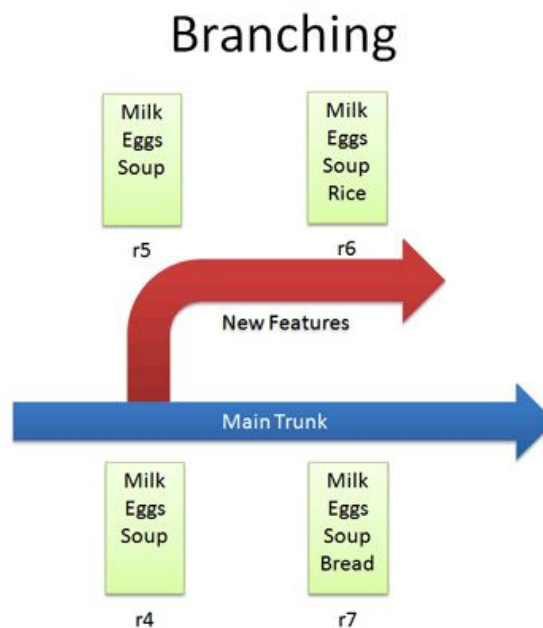 Branching
Milk
Eggs
Soup
r5
Milk
Eggs
Soup
Rice
r6
New Features
Main Trunk
Milk
Eggs
Soup
r4
Milk
Eggs
Soup
Bread
r7